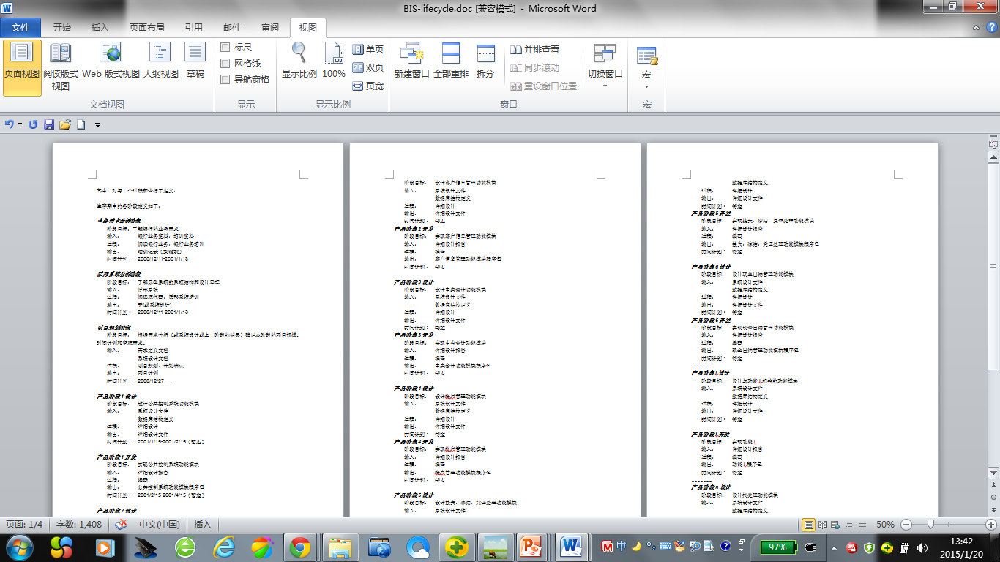 BIS-lifecycle.doc [兼容模式] - Microsoft Word
文件 开始 插入 页面布局 引用 邮件 审阅 视图
页面视图 阅读版式视图 Web 版式视图 大纲视图 草稿
标尺
网格线
导航窗格
显示比例 100%
单页
双页
页宽
新建窗口 全部重排 拆分
并排查看
同步滚动
重设窗口位置
切换窗口 宏
文档视图 显示 显示比例 窗口 宏
其中，对每一个过程都进行了定义。
生存期中的各阶段定义如下：
业务需求分析阶段
阶段目标：了解银行的业务需求
输入： 银行业务资料，培训资料。
过程： 阅读银行业务，银行业务培训
输出： 培训记录（或需求）
时间计划： 2000/12/11-2001/1/13
原形系统分析阶段
阶段目标： 了解原型系统的系统结构和设计思想
输入： 原形系统
过程： 阅读源代码，原形系统培训
输出： 无(或系统设计)
时间计划： 2000/12/11-2001/1/13
项目规划阶段
阶段目标： 根据需求分析（或系统设计或上一阶段的结果）确定本阶段的项目规模，
时间计划和资源需求。
输入： 需求定义文档
系统设计文档
过程： 项目规划，计划确认
输出： 项目计划
时间计划： 2000/12/27──
产品阶段1设计
阶段目标： 设计公共控制系统功能模块
输入： 系统设计文件
数据库结构定义
过程： 详细设计
输出： 详细设计文件
时间计划： 2001/1/15-2001/2/15（暂定）
产品阶段1开发
阶段目标： 实现公共控制系统功能模块
输入： 详细设计报告
过程： 编码
输出： 公共控制系统功能模块程序包
时间计划： 2001/2/15-2001/4/15（暂定）
产品阶段2设计
阶段目标： 设计客户信息管理功能模块
输入： 系统设计文件
数据库结构定义
过程： 详细设计
输出： 详细设计文件
时间计划： 待定
产品阶段2开发
阶段目标： 实现客户信息管理功能模块
输入： 详细设计报告
过程： 编码
输出： 客户信息管理功能模块程序包
时间计划： 待定
产品阶段3设计
阶段目标： 设计中央会计功能模块
输入： 系统设计文件
数据库结构定义
过程： 详细设计
输出： 详细设计
时间计划： 待定
产品阶段3开发
阶段目标： 实现中央会计功能模块
输入： 详细设计报告
过程： 编码
输出： 中央会计功能模块程序包
时间计划： 待定
产品阶段4设计
阶段目标： 设计网点管理功能模块
输入： 系统设计文件
数据库结构定义
过程： 详细设计
输出： 详细设计文件
时间计划： 待定
产品阶段4开发
阶段目标： 实现网点管理功能模块
输入： 详细设计报告
过程： 编码
输出： 网点管理功能模块程序包
时间计划： 待定
产品阶段5设计
阶段目标： 设计挂失，冻结，凭证处理功能模块
输入： 系统设计文件
数据库结构定义
过程： 详细设计
输出： 详细设计文件
时间计划： 待定
产品阶段5开发
阶段目标： 实现挂失，冻结，凭证处理功能模块
输入： 详细设计报告
过程： 编码
输出： 挂失，冻结，凭证处理功能模块程序包
时间计划： 待定
产品阶段6设计
阶段目标： 设计现金出纳管理功能模块
输入： 系统设计文件
数据库结构定义
过程： 详细设计
输出： 详细设计文件
时间计划： 待定
产品阶段6开发
阶段目标： 实现现金出纳管理功能模块
输入： 详细设计报告
过程： 编码
输出： 现金出纳管理功能模块程序包
时间计划： 待定
-------
产品阶段i设计
阶段目标： 设计与功能i相关的功能模块
输入： 系统设计文件
数据库结构定义
过程： 详细设计
输出： 详细设计文件
时间计划： 待定
产品阶段i开发
阶段目标： 实现功能i
输入： 详细设计报告
过程： 编码
输出： 功能i程序包
时间计划： 待定
-------
产品阶段n设计
阶段目标： 设计批处理功能模块
输入： 系统设计文件
数据库结构定义
页面: 1/4 字数: 1,408 中文(中国) 插入 50%
中 97% 13:42
2015/1/20